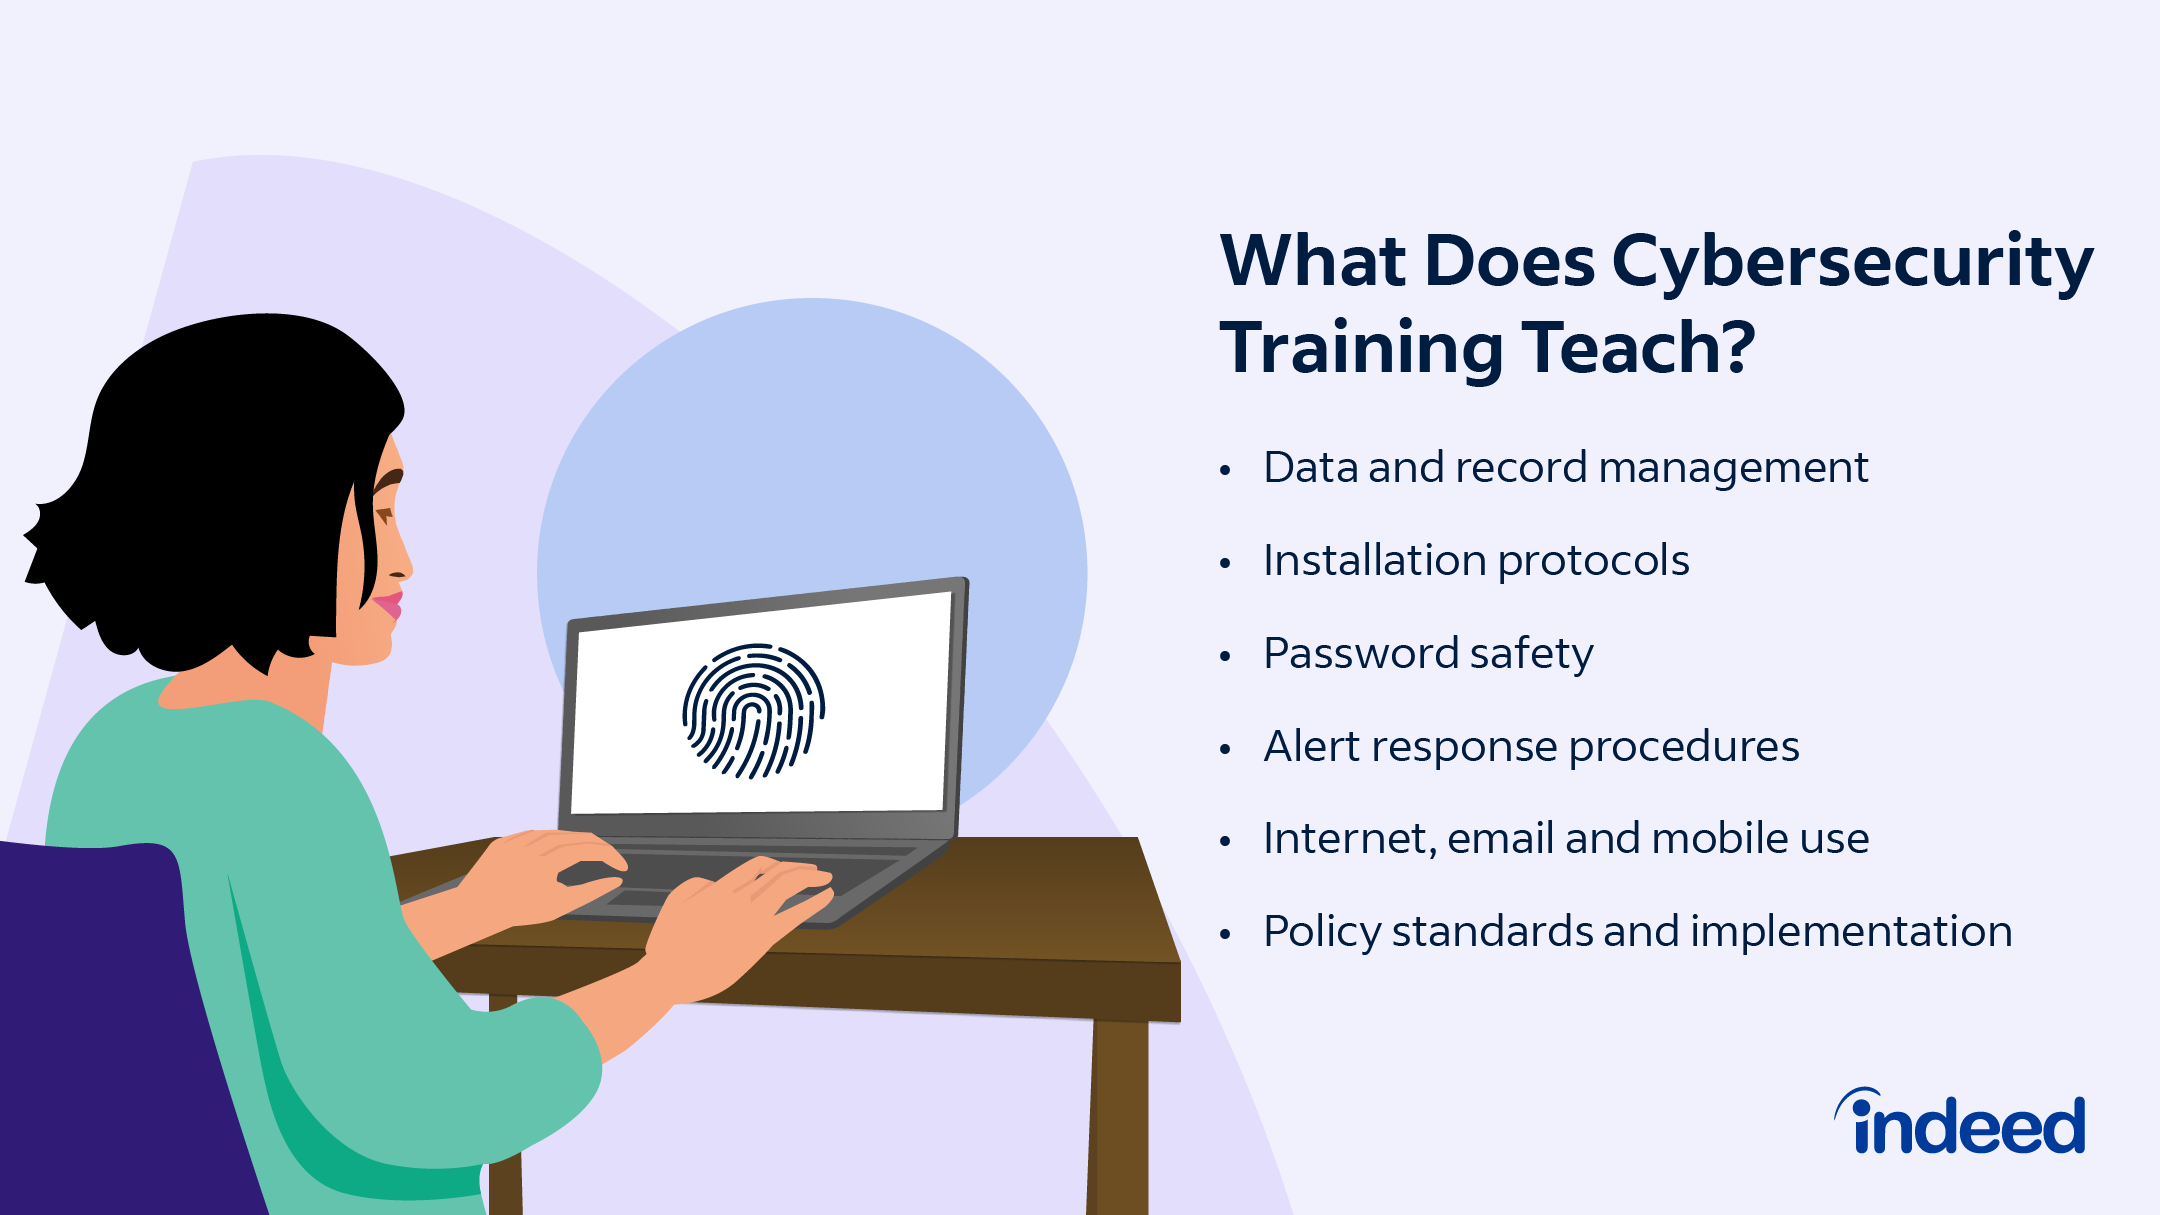 What Does Cybersecurity
Training Teach?
• Data and record management
• Installation protocols
• Password safety
• Alert response procedures
• Internet, email and mobile use
• Policy standards and implementation
indeed